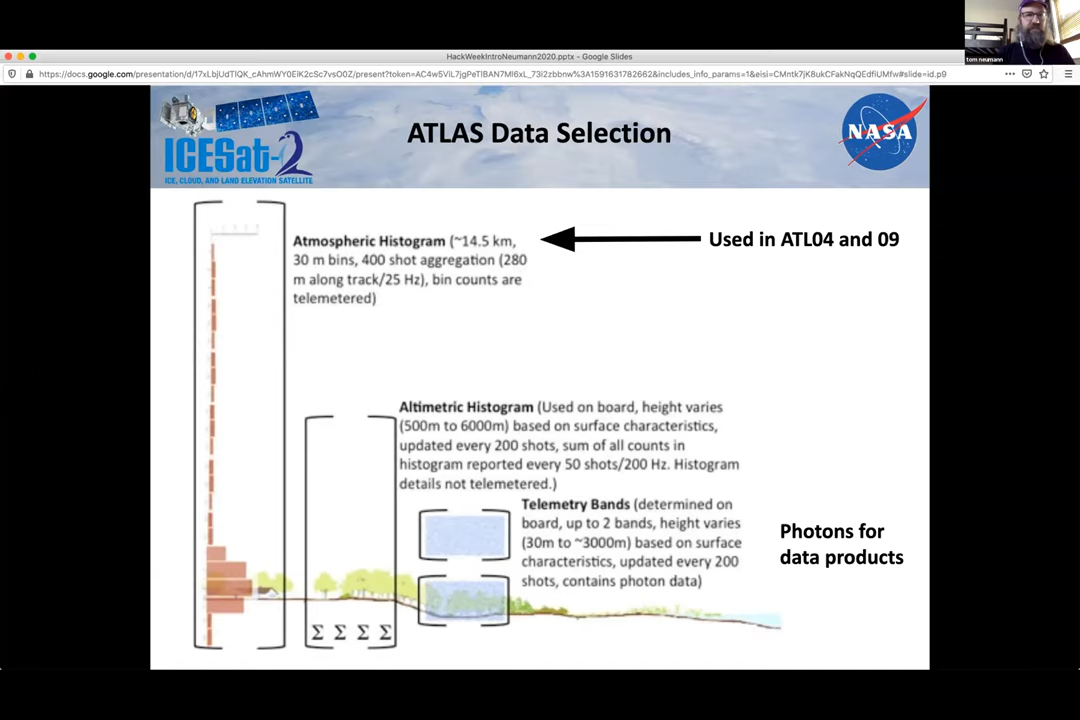 HackWeekIntroNeumann2020.pptx - Google Slides
tom neumann
ICESat-2
ICE, CLOUD, AND LAND ELEVATION SATELLITE
ATLAS Data Selection
NASA
Atmospheric Histogram (~14.5 km,
30 m bins, 400 shot aggregation (280
m along track/25 Hz), bin counts are
telemetered)
Used in ATL04 and 09
Altimetric Histogram (Used on board, height varies
(500m to 6000m) based on surface characteristics,
updated every 200 shots, sum of all counts in
histogram reported every 50 shots/200 Hz. Histogram
details not telemetered.)
Telemetry Bands (determined on
board, up to 2 bands, height varies
(30m to ~3000m) based on surface
characteristics, updated every 200
shots, contains photon data)
Photons for
data products
Σ Σ Σ Σ